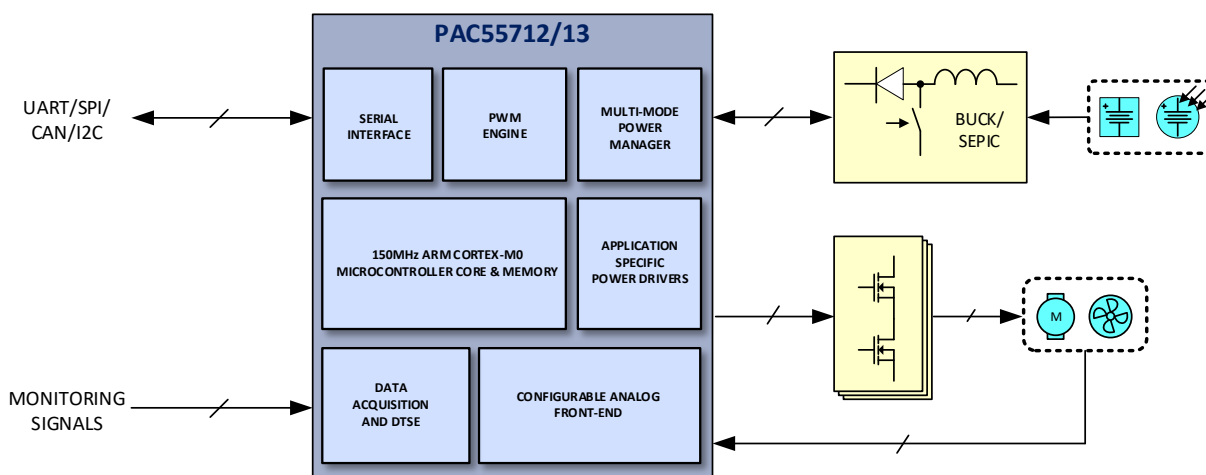 PAC55712/13
UART/SPI/
CAN/I2C
SERIAL
INTERFACE
PWM
ENGINE
MULTI-MODE
POWER
MANAGER
BUCK/
SEPIC
150MHz ARM CORTEX-M0
MICROCONTROLLER CORE & MEMORY
APPLICATION
SPECIFIC
POWER DRIVERS
M
MONITORING
SIGNALS
DATA
ACQUISITION
AND DTSE
CONFIGURABLE ANALOG
FRONT-END